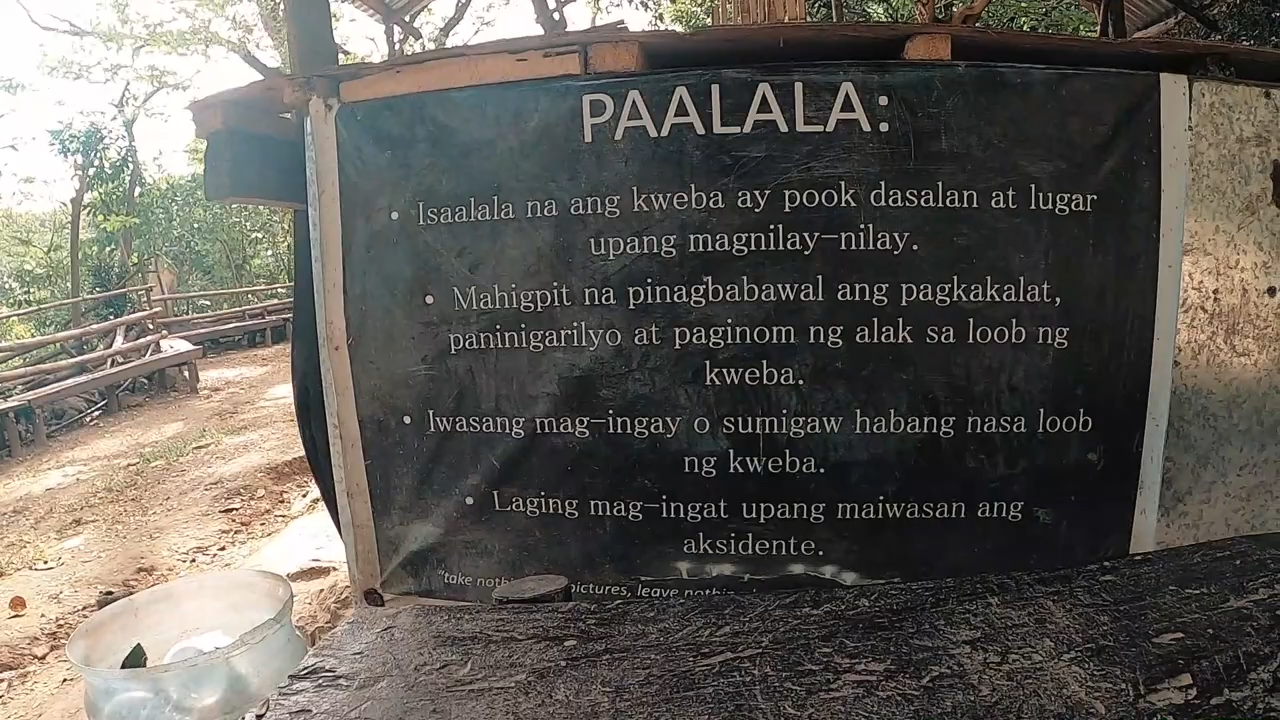 PAALALA:
• Isaalala na ang kweba ay pook dasalan at lugar
upang magnilay-nilay.
• Mahigpit na pinagbabawal ang pagkakalat,
paninigarilyo at paginom ng alak sa loob ng
kweba.
• Iwasang mag-ingay o sumigaw habang nasa loob
ng kweba.
• Laging mag-ingat upang maiwasan ang
aksidente.
"take pictures, leave